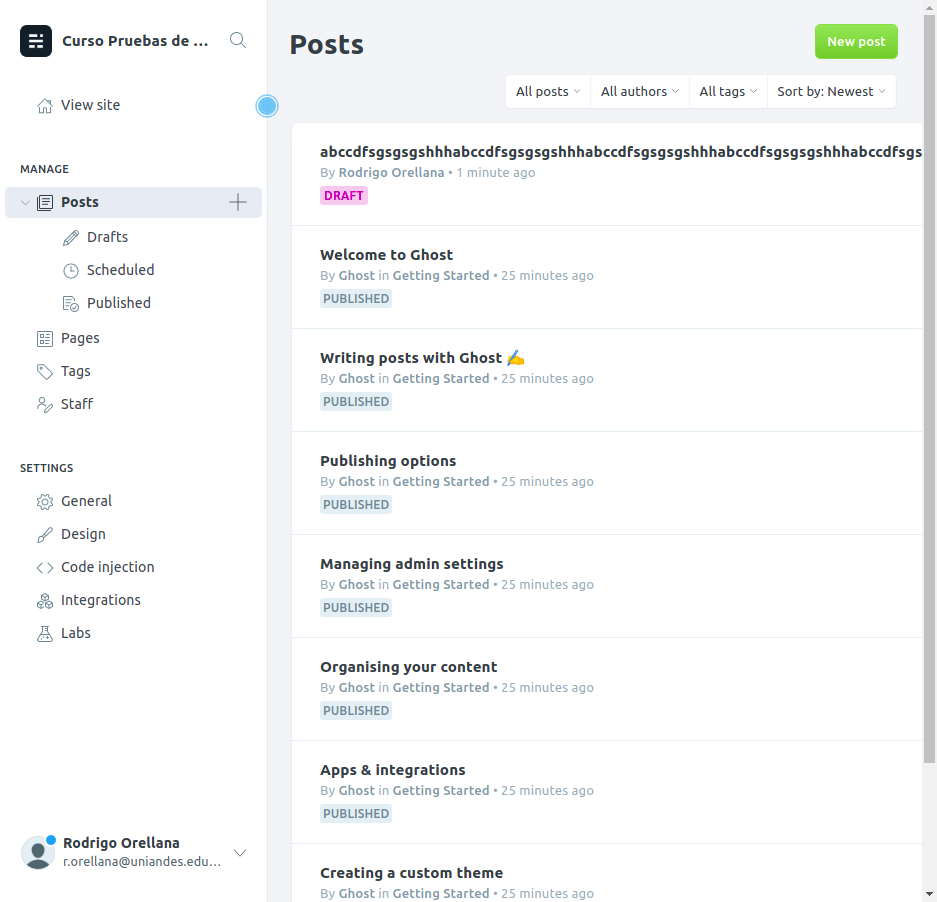 Curso Pruebas de ...
View site
MANAGE
Posts
Drafts
Scheduled
Published
Pages
Tags
Staff
SETTINGS
General
Design
Code injection
Integrations
Labs
Rodrigo Orellana
r.orellana@uniandes.edu...
Posts
New post
All posts
All authors
All tags
Sort by: Newest
abccdfsgsgsgshhhabccdfsgsgsgshhhabccdfsgsgsgshhhabccdfsgsgsgshhhabccdfsgs
By Rodrigo Orellana • 1 minute ago
DRAFT
Welcome to Ghost
By Ghost in Getting Started • 25 minutes ago
PUBLISHED
Writing posts with Ghost ✍️
By Ghost in Getting Started • 25 minutes ago
PUBLISHED
Publishing options
By Ghost in Getting Started • 25 minutes ago
PUBLISHED
Managing admin settings
By Ghost in Getting Started • 25 minutes ago
PUBLISHED
Organising your content
By Ghost in Getting Started • 25 minutes ago
PUBLISHED
Apps & integrations
By Ghost in Getting Started • 25 minutes ago
PUBLISHED
Creating a custom theme
By Ghost in Getting Started • 25 minutes ago